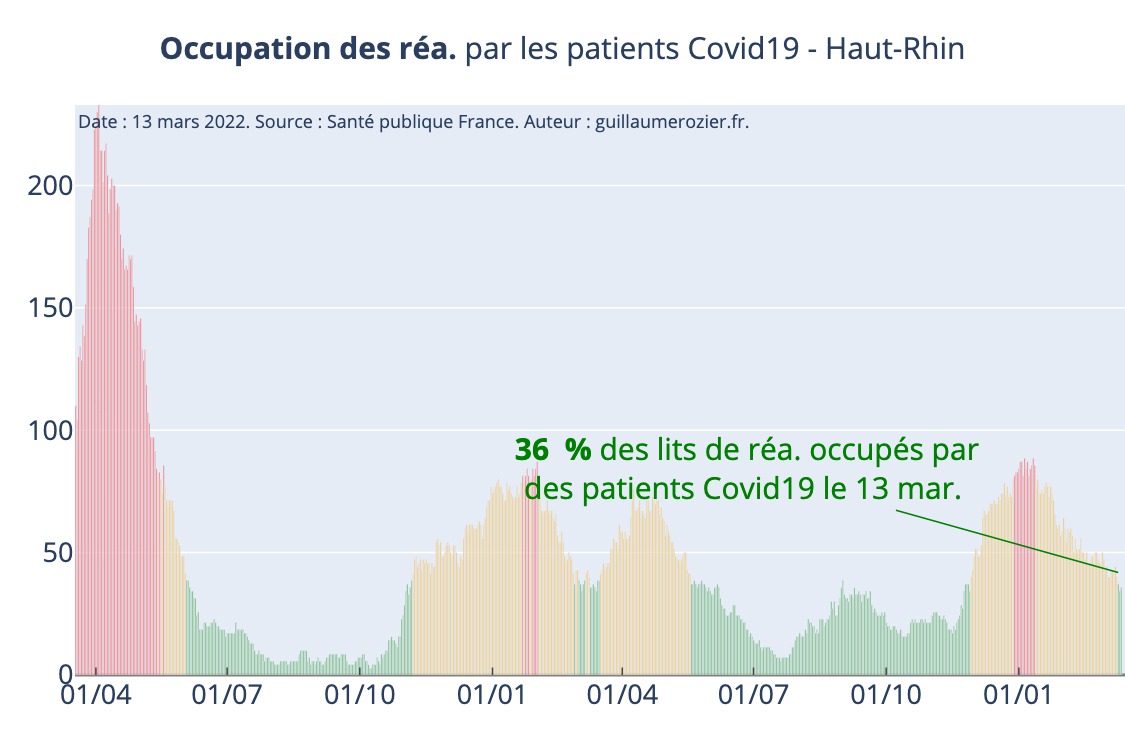 Occupation des réa. par les patients Covid19 - Haut-Rhin
Date : 13 mars 2022. Source : Santé publique France. Auteur : guillaumerozier.fr.
200
150
100
36 % des lits de réa. occupés par
des patients Covid19 le 13 mar.
50
0
01/04 01/07 01/10 01/01 01/04 01/07 01/10 01/01